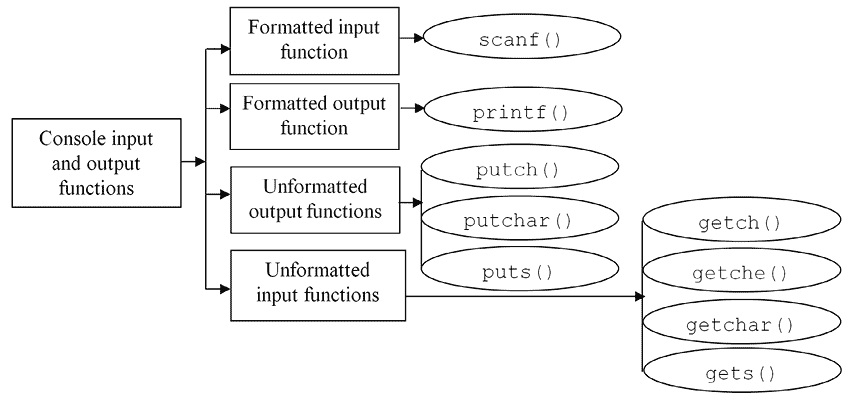 Console input
and output
functions
Formatted input
function
scanf()
Formatted output
function
printf()
Unformatted
output functions
putch()
putchar()
puts()
Unformatted
input functions
getch()
getche()
getchar()
gets()